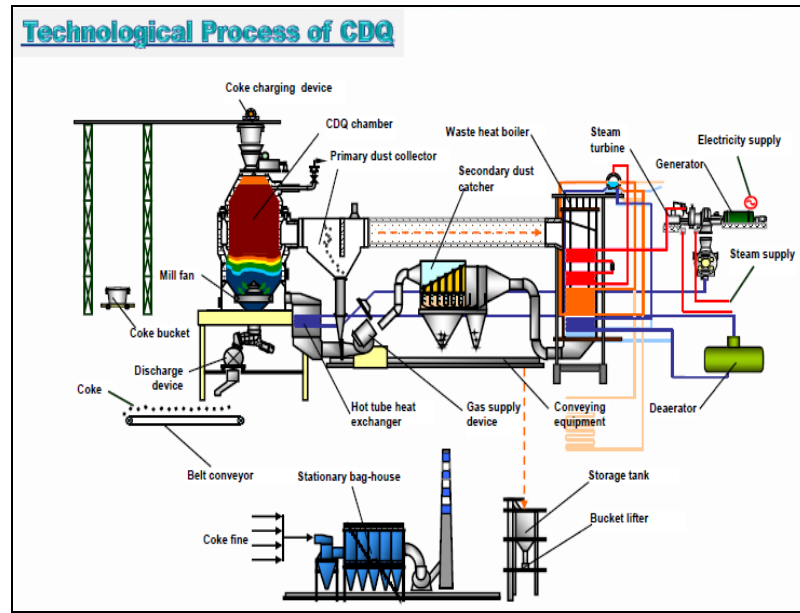 Technological Process of CDQ
Coke charging device
CDQ chamber
Primary dust collector
Waste heat boiler
Secondary dust
catcher
Steam
turbine
Electricity supply
Generator
Mill fan
Steam supply
Coke bucket
Discharge
device
Coke
Hot tube heat
exchanger
Gas supply
device
Conveying
equipment
Deaerator
Belt conveyor
Stationary bag-house
Storage tank
Bucket lifter
Coke fine